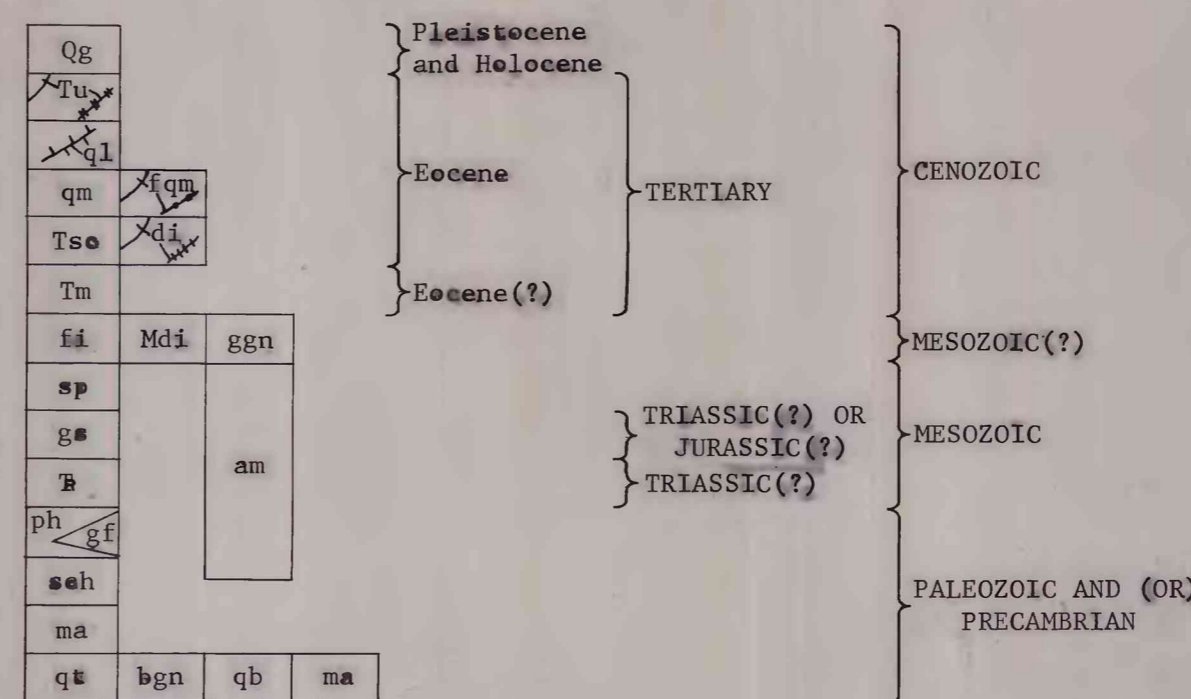 Qg
Pleistocene
and Holocene
Tu
ql
Eocene
CENOZOIC
qm
fqm
TERTIARY
Tso
di
Tm
Eocene(?)
fi
Mdi
ggn
MESOZOIC(?)
sp
gs
TRIASSIC(?) OR
JURASSIC(?)
MESOZOIC
am
TR
TRIASSIC(?)
ph
gf
sch
PALEOZOIC AND (OR)
PRECAMBRIAN
ma
qt
bgn
qb
ma